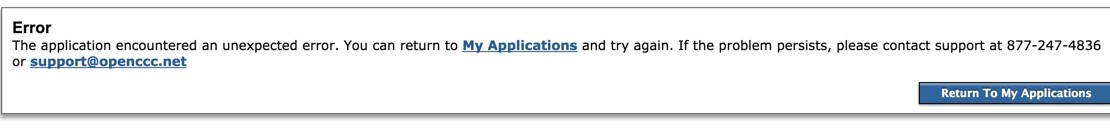 Error
The application encountered an unexpected error. You can return to My Applications and try again. If the problem persists, please contact support at 877-247-4836
or support@openccc.net
Return To My Applications